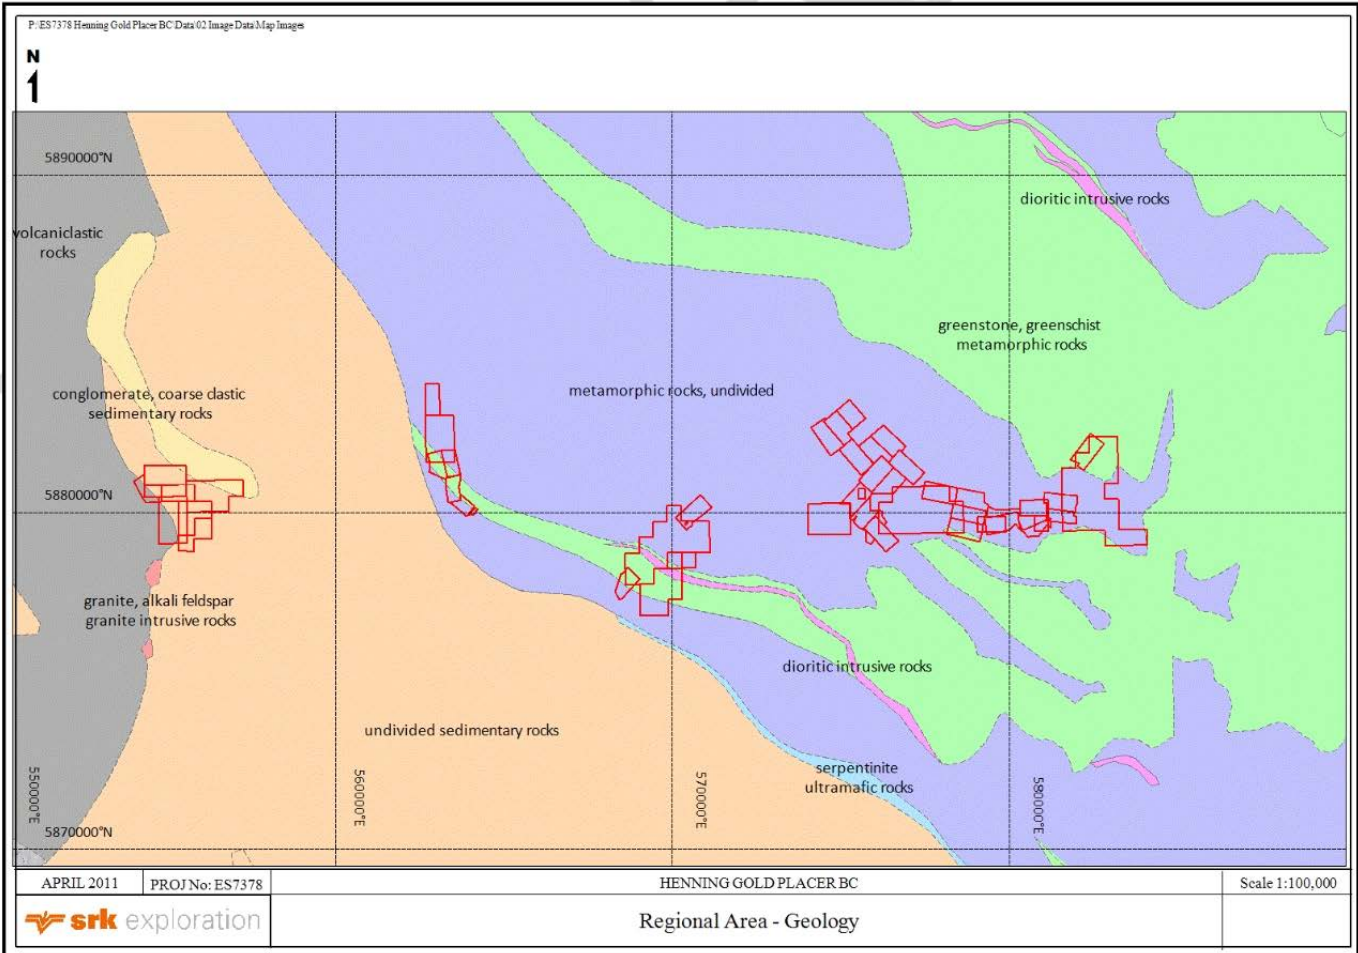 P:\ES7378 Henning Gold Placer BC\Data\02 Image Data\Map Images
N
5890000°N
dioritic intrusive rocks
volcaniclastic
rocks
greenstone, greenschist
metamorphic rocks
metamorphic rocks, undivided
conglomerate, coarse clastic
sedimentary rocks
5880000°N
granite, alkali feldspar
granite intrusive rocks
dioritic intrusive rocks
undivided sedimentary rocks
serpentinite
ultramafic rocks
550000°E
560000°E
570000°E
580000°E
5870000°N
APRIL 2011
PROJ No: ES7378
HENNING GOLD PLACER BC
Scale 1:100,000
srk exploration
Regional Area - Geology